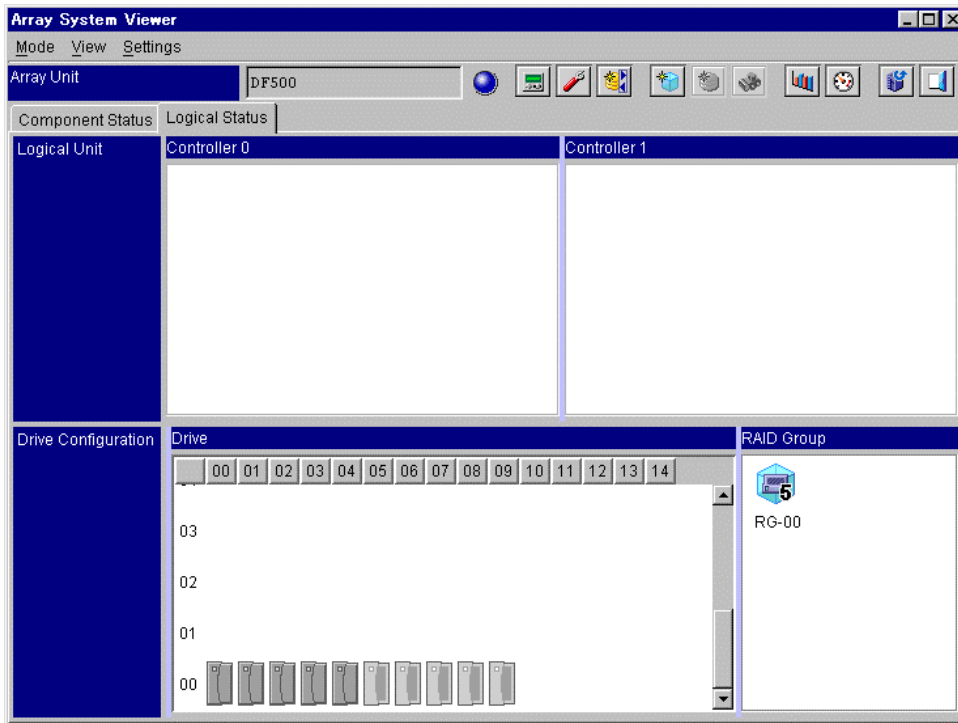 Array System Viewer
Mode View Settings
Array Unit DF500
Component Status Logical Status
Logical Unit Controller 0 Controller 1
Drive Configuration Drive RAID Group
00 01 02 03 04 05 06 07 08 09 10 11 12 13 14
03
5
RG-00
02
01
00